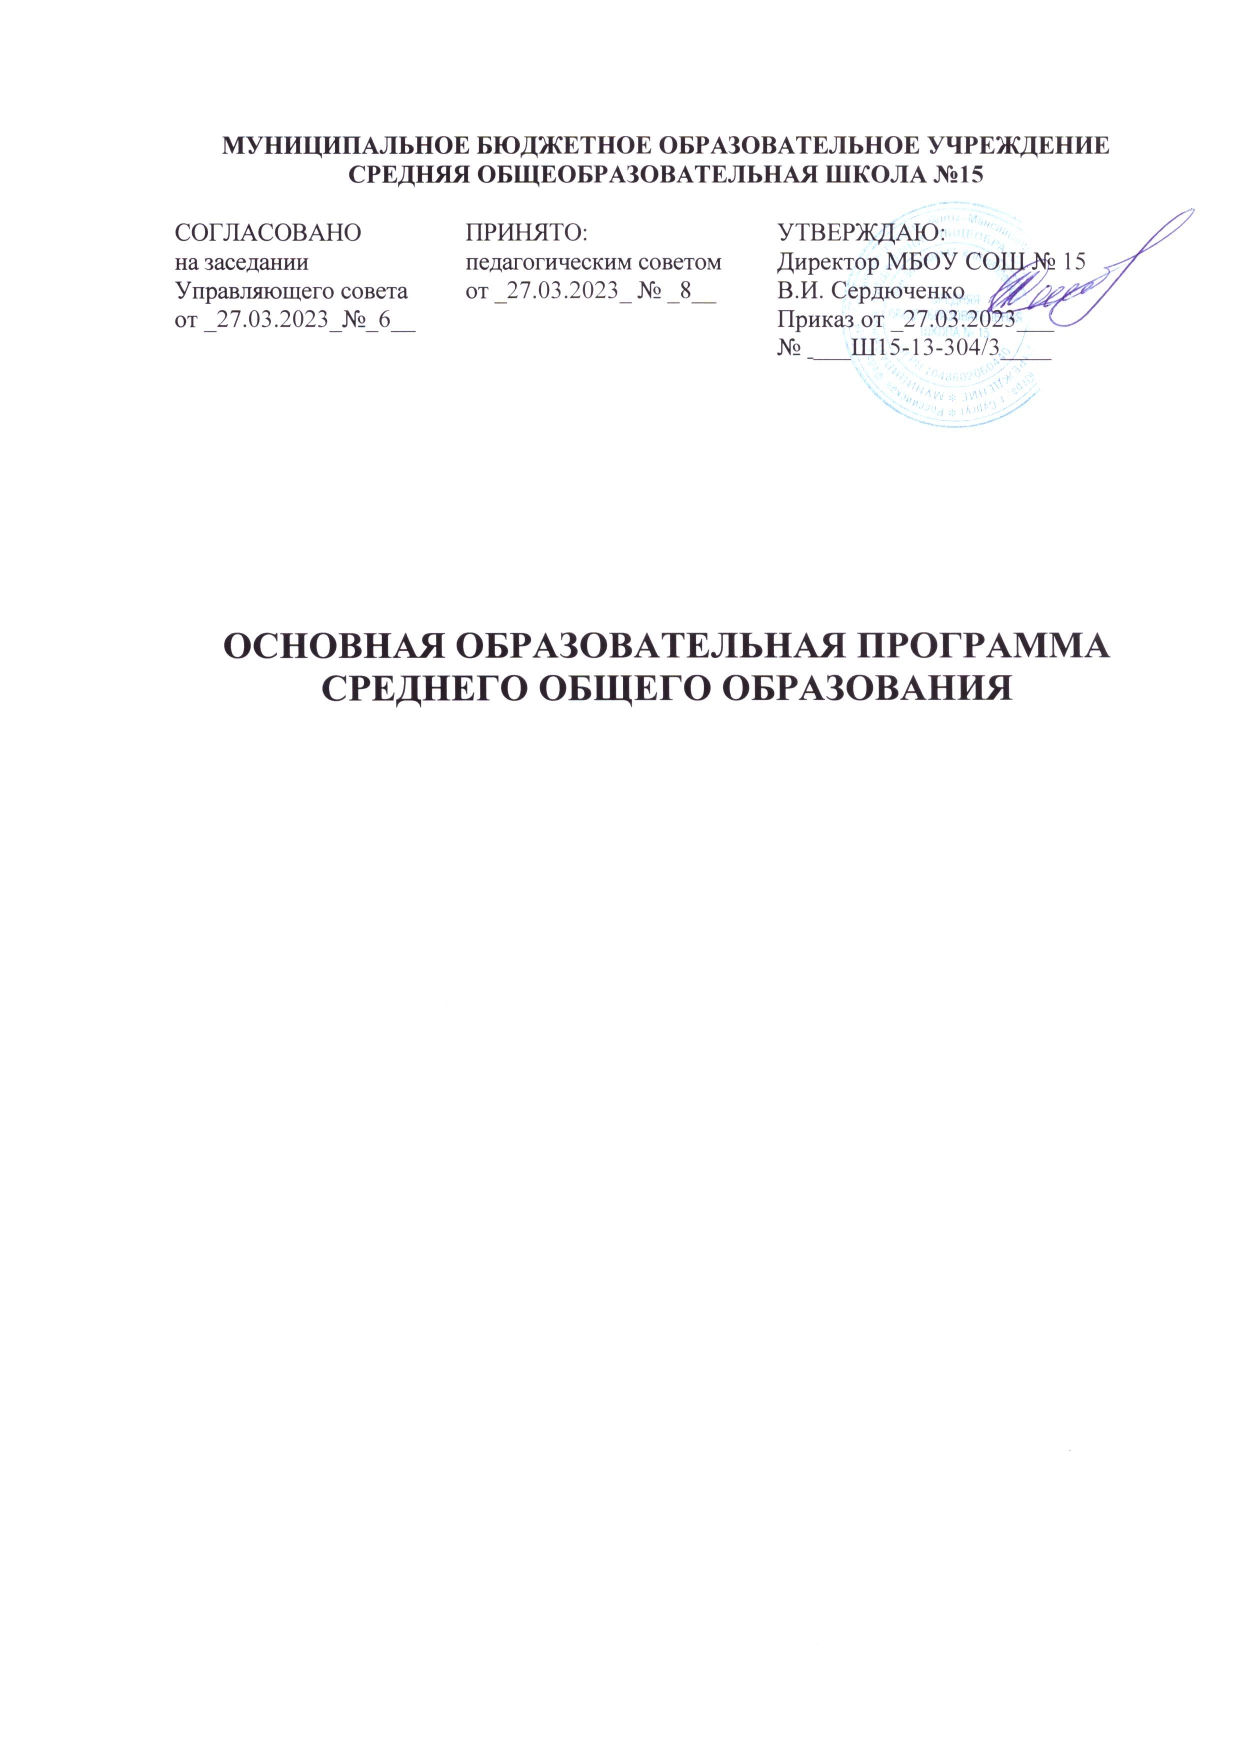 МУНИЦИПАЛЬНОЕ БЮДЖЕТНОЕ ОБРАЗОВАТЕЛЬНОЕ УЧРЕЖДЕНИЕ
СРЕДНЯЯ ОБЩЕОБРАЗОВАТЕЛЬНАЯ ШКОЛА №15
СОГЛАСОВАНО
на заседании
Управляющего совета
от _27.03.2023_№_6__
ПРИНЯТО:
педагогическим советом
от _27.03.2023_ № _8__
УТВЕРЖДАЮ:
Директор МБОУ СОШ № 15
В.И. Сердюченко
Приказ от _27.03.2023___
№ ____Ш15-13-304/3____
ОСНОВНАЯ ОБРАЗОВАТЕЛЬНАЯ ПРОГРАММА
СРЕДНЕГО ОБЩЕГО ОБРАЗОВАНИЯ